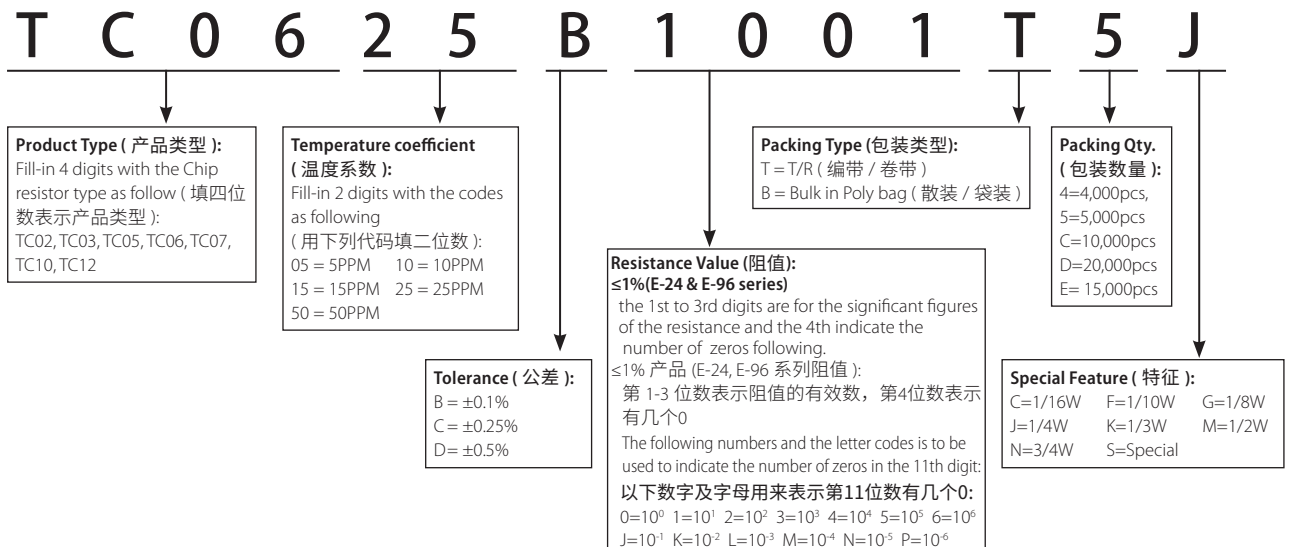 T C 0 6 2 5 B 1 0 0 1 T 5 J
Product Type ( 产品类型 ):
Fill-in 4 digits with the Chip
resistor type as follow ( 填四位
数表示产品类型 ):
TC02, TC03, TC05, TC06, TC07,
TC10, TC12
Temperature coefficient
( 温度系数 ):
Fill-in 2 digits with the codes
as following
( 用下列代码填二位数 ):
05 = 5PPM 10 = 10PPM
15 = 15PPM 25 = 25PPM
50 = 50PPM
Tolerance ( 公差 ):
B = ±0.1%
C = ±0.25%
D= ±0.5%
Resistance Value (阻值):
≤1%(E-24 & E-96 series)
the 1st to 3rd digits are for the significant figures
of the resistance and the 4th indicate the
number of zeros following.
≤1% 产品 (E-24, E-96 系列阻值 ):
第 1-3 位数表示阻值的有效数，第4位数表示
有几个0
The following numbers and the letter codes is to be
used to indicate the number of zeros in the 11th digit:
以下数字及字母用来表示第11位数有几个0:
0=10⁰ 1=10¹ 2=10² 3=10³ 4=10⁴ 5=10⁵ 6=10⁶
J=10⁻¹ K=10⁻² L=10⁻³ M=10⁻⁴ N=10⁻⁵ P=10⁻⁶
Packing Type (包装类型):
T = T/R ( 编带 / 卷带 )
B = Bulk in Poly bag ( 散装 / 袋装 )
Packing Qty.
( 包装数量 ):
4=4,000pcs,
5=5,000pcs
C=10,000pcs
D=20,000pcs
E= 15,000pcs
Special Feature ( 特征 ):
C=1/16W F=1/10W G=1/8W
J=1/4W K=1/3W M=1/2W
N=3/4W S=Special